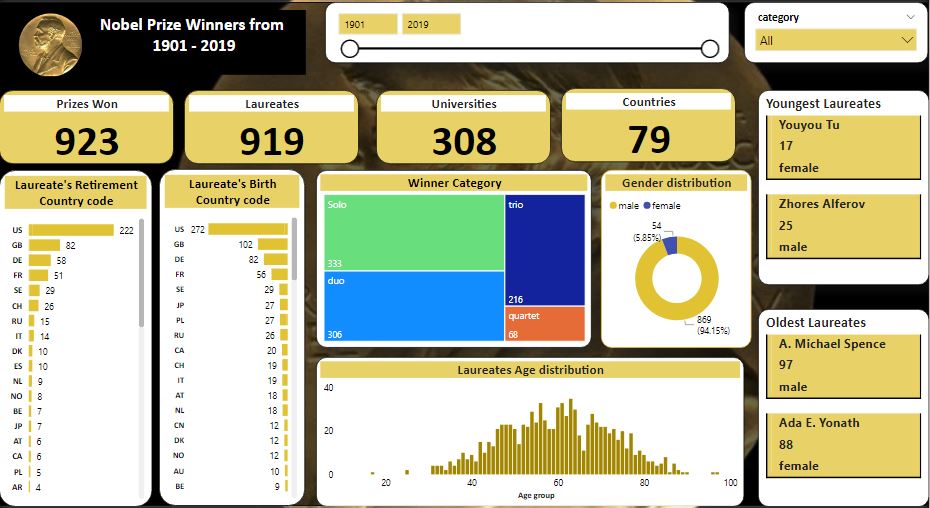 Nobel Prize Winners from
1901 - 2019
1901
2019
category
All
Prizes Won
923
Laureates
919
Universities
308
Countries
79
Youngest Laureates
Youyou Tu
17
female
Zhores Alferov
25
male
Laureate's Retirement
Country code
US 222
GB 82
DE 58
FR 51
SE 29
CH 26
RU 15
IT 14
DK 10
ES 10
NL 9
NO 8
BE 7
JP 7
AT 6
CA 6
PL 5
AR 4
Laureate's Birth
Country code
US 272
GB 102
DE 82
FR 56
SE 29
JP 27
PL 27
RU 26
CA 20
CH 19
IT 19
AT 18
NL 18
CN 12
DK 12
NO 12
AU 10
BE 9
Winner Category
Solo
333
duo
306
trio
216
quartet
68
Gender distribution
male female
54
(5.85%)
869
(94.15%)
Laureates Age distribution
40
20
0
20 40 60 80 100
Age group
Oldest Laureates
A. Michael Spence
97
male
Ada E. Yonath
88
female